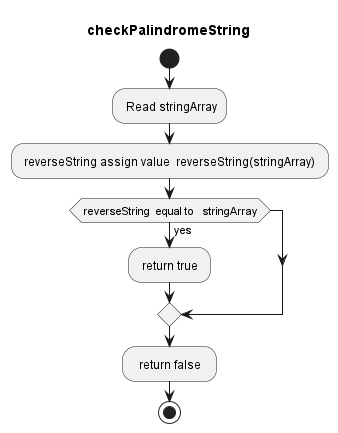 checkPalindromeString
Read stringArray
reverseString assign value reverseString(stringArray)
reverseString equal to stringArray
yes
return true
return false